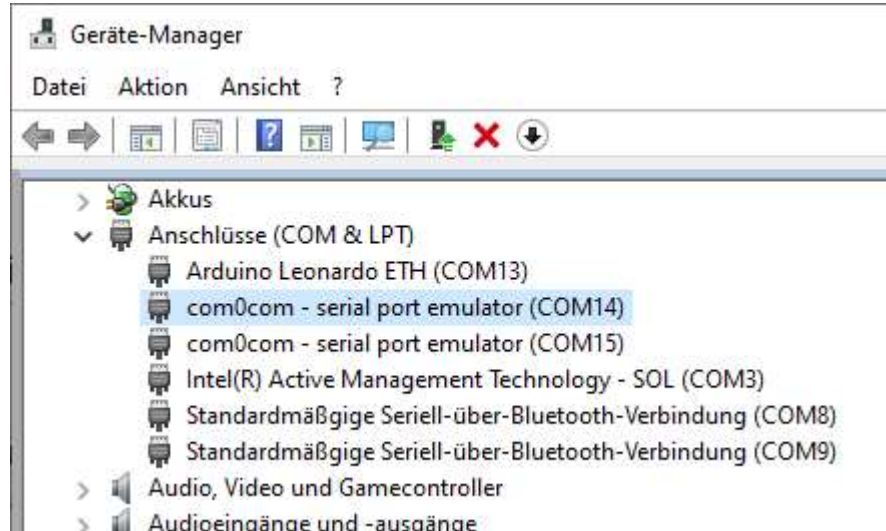 Geräte-Manager
Datei Aktion Ansicht ?
Akkus
Anschlüsse (COM & LPT)
Arduino Leonardo ETH (COM13)
com0com - serial port emulator (COM14)
com0com - serial port emulator (COM15)
Intel(R) Active Management Technology - SOL (COM3)
Standardmäßgige Seriell-über-Bluetooth-Verbindung (COM8)
Standardmäßgige Seriell-über-Bluetooth-Verbindung (COM9)
Audio, Video und Gamecontroller
Audioeingänge und -ausgänge